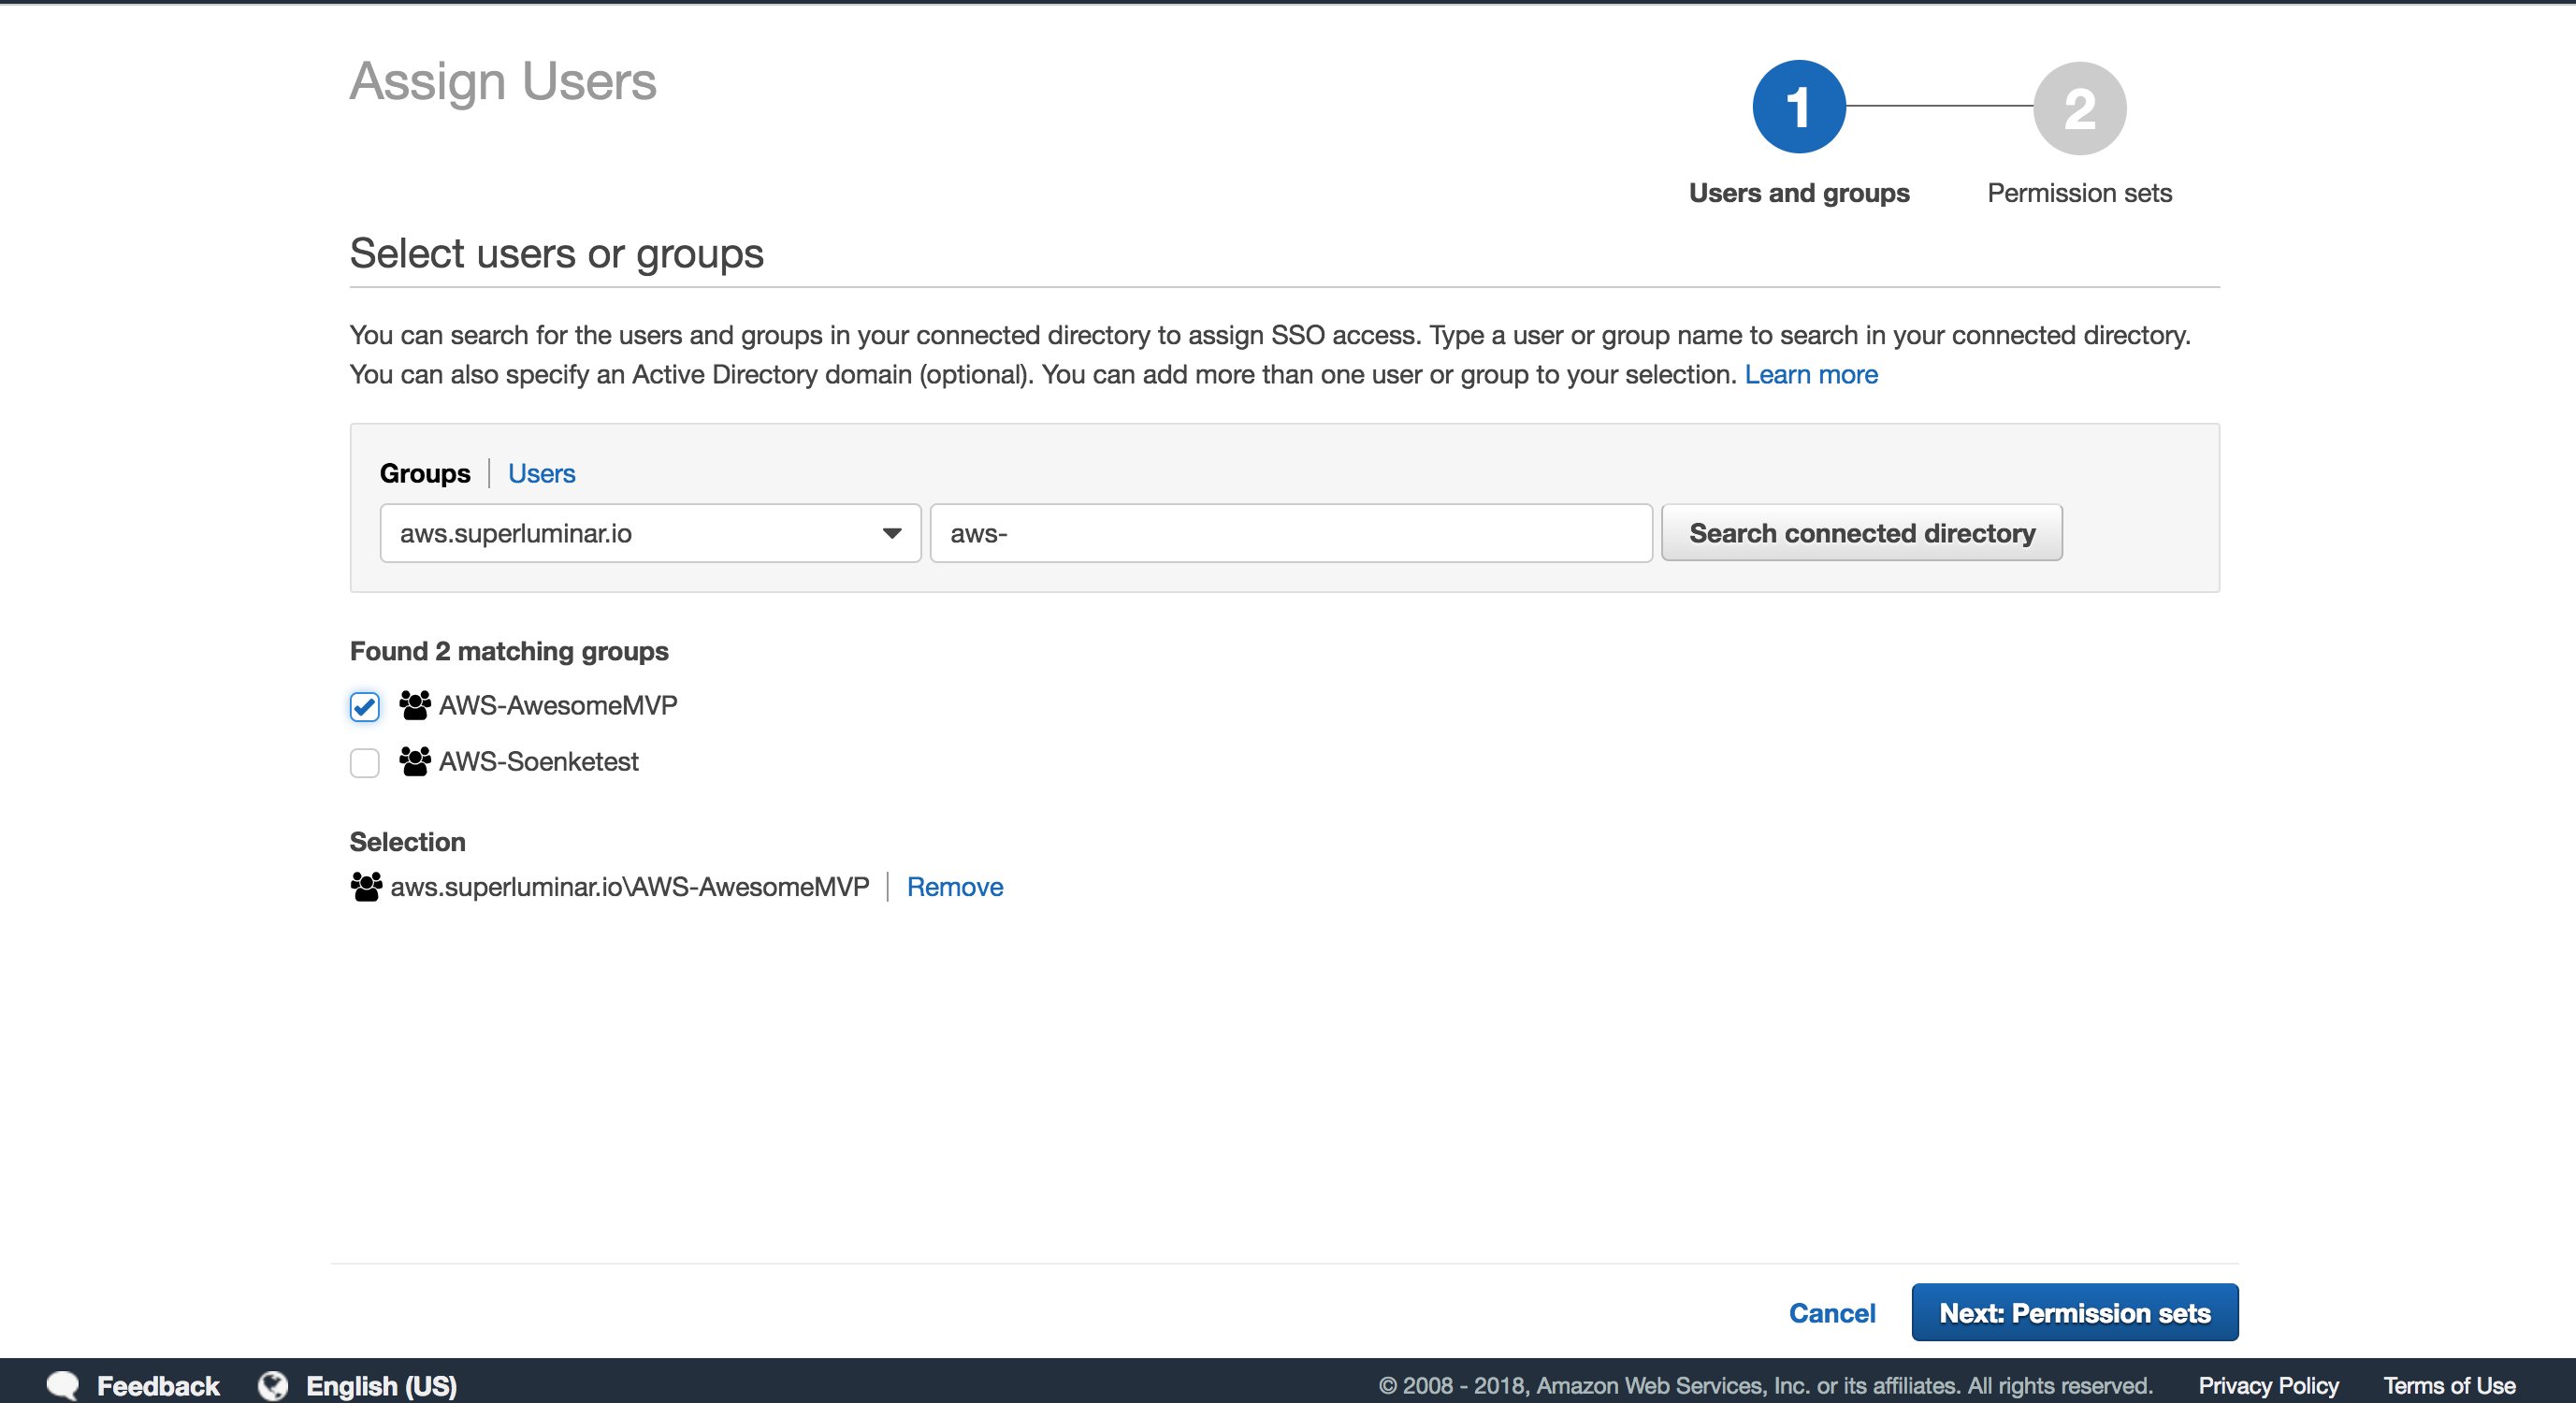 Assign Users
1
2
Users and groups
Permission sets
Select users or groups
You can search for the users and groups in your connected directory to assign SSO access. Type a user or group name to search in your connected directory.
You can also specify an Active Directory domain (optional). You can add more than one user or group to your selection. Learn more
Groups | Users
aws.superluminar.io
aws-
Search connected directory
Found 2 matching groups
AWS-AwesomeMVP
AWS-Soenketest
Selection
aws.superluminar.io\AWS-AwesomeMVP | Remove
Cancel
Next: Permission sets
Feedback
English (US)
© 2008 - 2018, Amazon Web Services, Inc. or its affiliates. All rights reserved.
Privacy Policy
Terms of Use